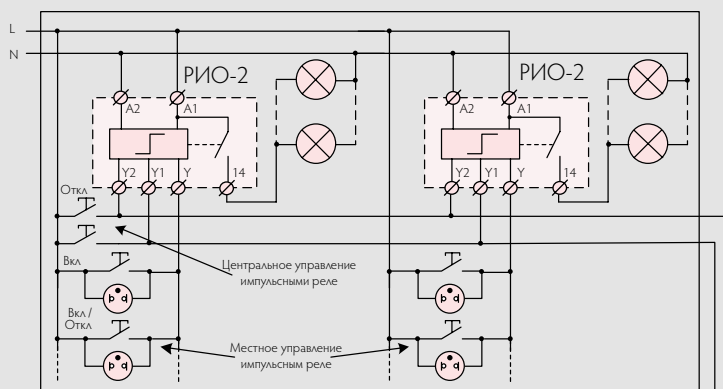 L
N
РИО-2
РИО-2
A2
A1
A2
A1
Y2
Y1
Y
14
Y2
Y1
Y
14
Откл
Вкл
Центральное управление
импульсными реле
Вкл /
Откл
Местное управление
импульсным реле